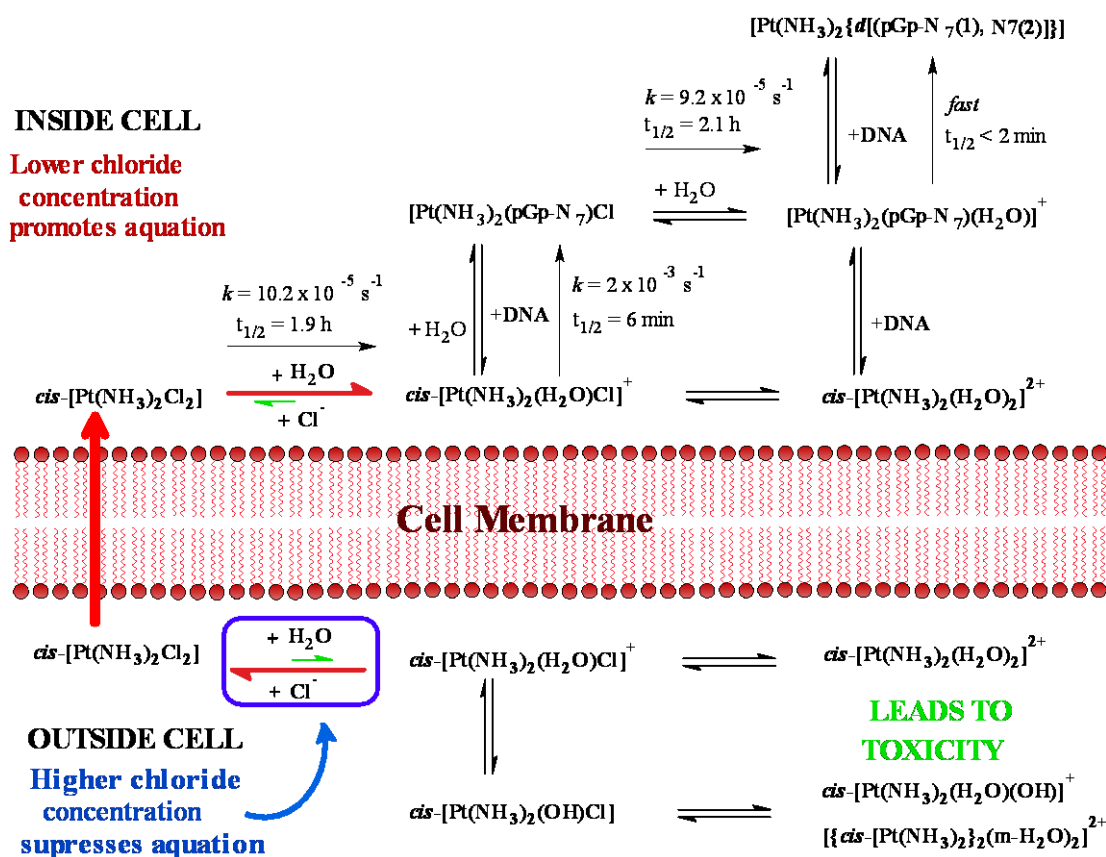 [Pt(NH₃)₂{d[(pGp-N₇(1), N7(2)]}]
k = 9.2 x 10⁻⁵ s⁻¹
t₁/₂ = 2.1 h
+DNA
fast
t₁/₂ < 2 min
INSIDE CELL
Lower chloride
concentration
promotes aquation
+ H₂O
[Pt(NH₃)₂(pGp-N₇)Cl
[Pt(NH₃)₂(pGp-N₇)(H₂O)]⁺
k = 10.2 x 10⁻⁵ s⁻¹
t₁/₂ = 1.9 h
+ H₂O
+DNA
k = 2 x 10⁻³ s⁻¹
t₁/₂ = 6 min
+DNA
+ H₂O
+ Cl⁻
cis-[Pt(NH₃)₂Cl₂]
cis-[Pt(NH₃)₂(H₂O)Cl]⁺
cis-[Pt(NH₃)₂(H₂O)₂]²⁺
Cell Membrane
cis-[Pt(NH₃)₂Cl₂]
+ H₂O
+ Cl⁻
cis-[Pt(NH₃)₂(H₂O)Cl]⁺
cis-[Pt(NH₃)₂(H₂O)₂]²⁺
LEADS TO
TOXICITY
OUTSIDE CELL
Higher chloride
concentration
supresses aquation
cis-[Pt(NH₃)₂(OH)Cl]
cis-[Pt(NH₃)₂(H₂O)(OH)]⁺
[{cis-[Pt(NH₃)₂}₂(m-H₂O)₂]²⁺